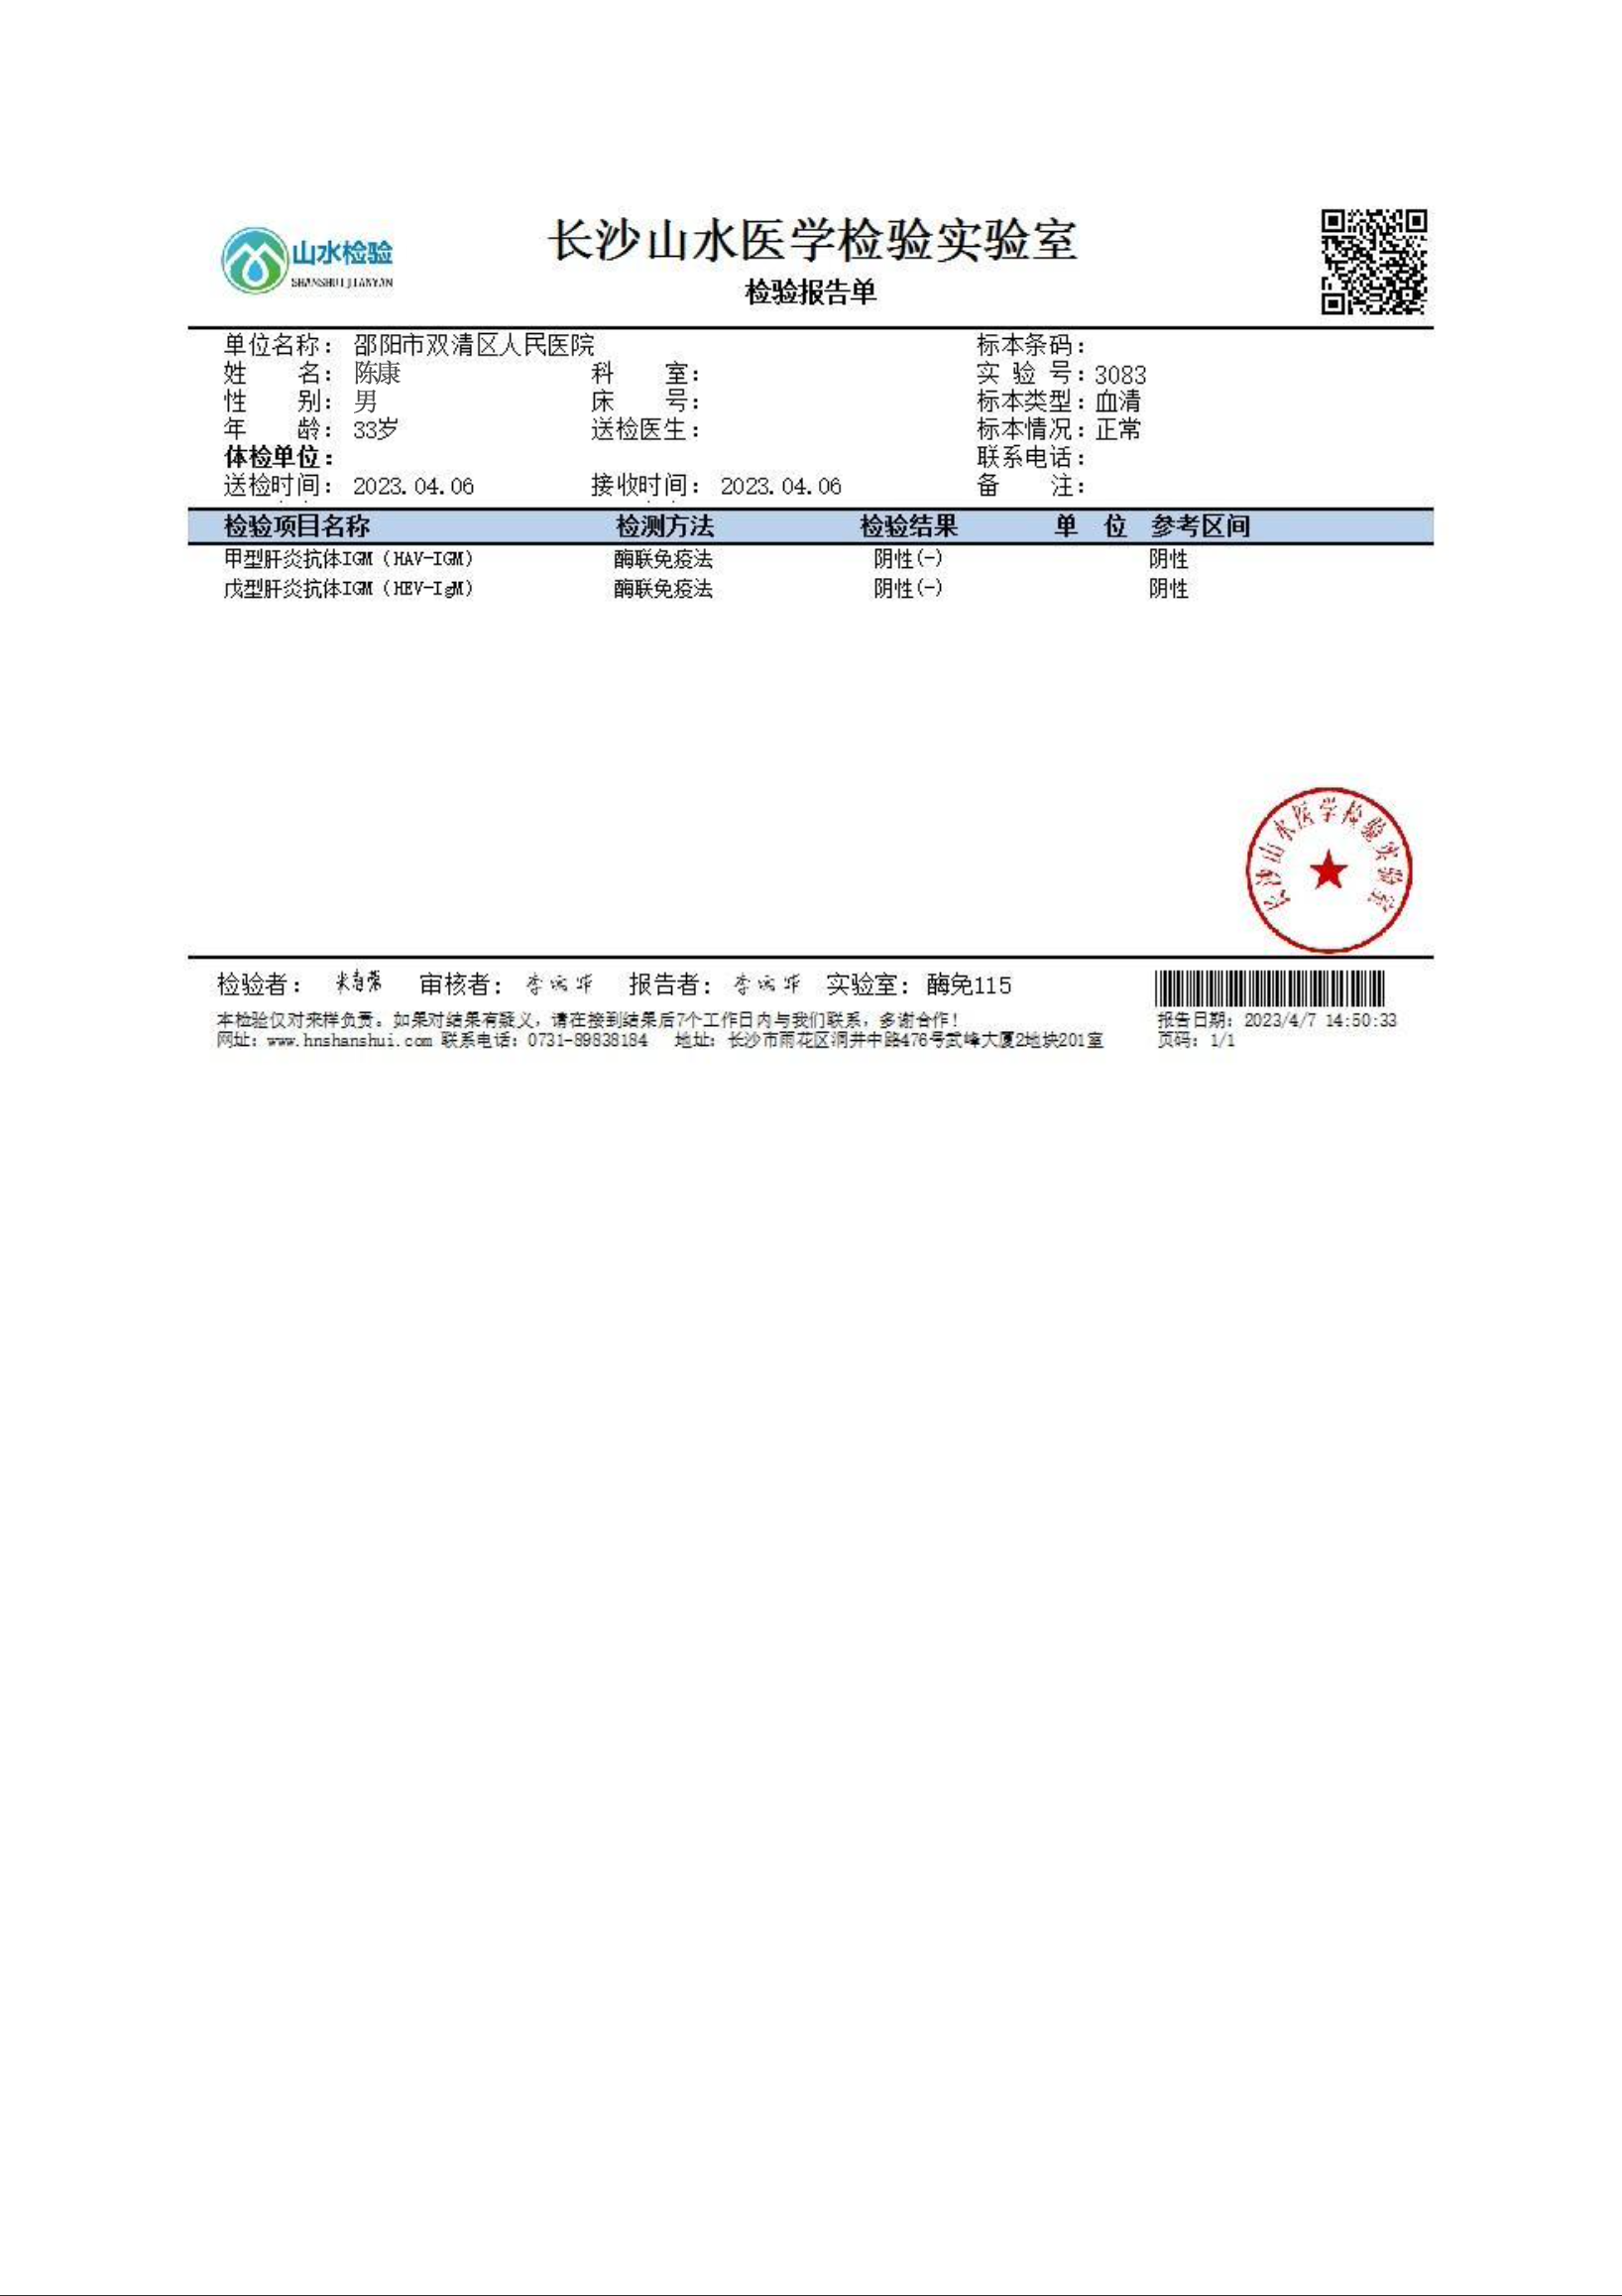 山水检验
SHANSHUIJIANYAN
长沙山水医学检验实验室
检验报告单
单位名称： 邵阳市双清区人民医院 标本条码：
姓 名： 陈康 科 室： 实 验 号：3083
性 别： 男 床 号： 标本类型：血清
年 龄： 33岁 送检医生： 标本情况：正常
体检单位： 联系电话：
送检时间： 2023.04.06 接收时间： 2023.04.06 备 注：
检验项目名称 检测方法 检验结果 单 位 参考区间
甲型肝炎抗体IGM（HAV-IGM） 酶联免疫法 阴性(-) 阴性
戊型肝炎抗体IGM（HEV-IgM） 酶联免疫法 阴性(-) 阴性
长沙山水医学检验实验室
检验者： 审核者： 报告者： 实验室：酶免115
本检验仅对来样负责。如果对结果有疑义，请在接到结果后7个工作日内与我们联系，多谢合作！ 报告日期：2023/4/7 14:50:33
网址：www.hnshanshui.com 联系电话：0731-89838184 地址：长沙市雨花区洞井中路476号武峰大厦2地块201室 页码：1/1